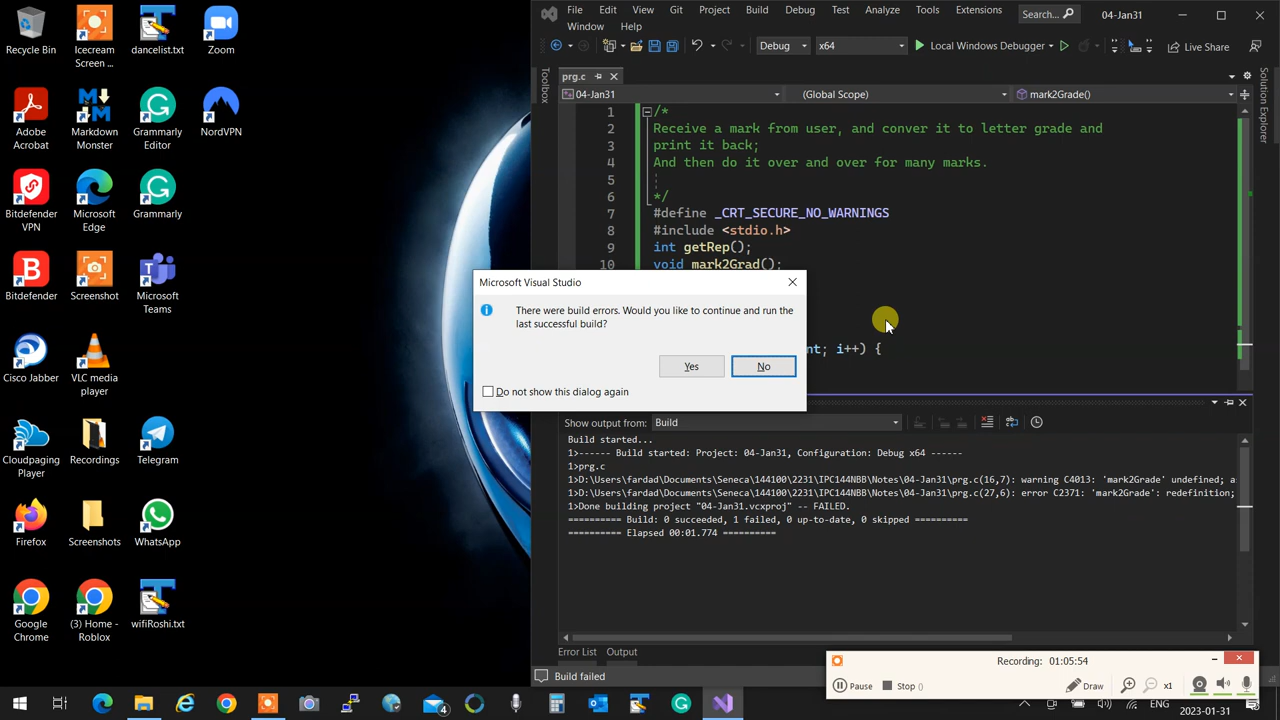 Recycle Bin
Icecream Screen ...
dancelist.txt
Zoom
Adobe Acrobat
Markdown Monster
Grammarly Editor
NordVPN
Bitdefender VPN
Microsoft Edge
Grammarly
Bitdefender
Screenshot
Microsoft Teams
Cisco Jabber
VLC media player
Cloudpaging Player
Recordings
Telegram
Firefox
Screenshots
WhatsApp
Google Chrome
(3) Home - Roblox
wifiRoshi.txt
File Edit View Git Project Build Debug Test Analyze Tools Extensions
Search...
04-Jan31
Window Help
Debug x64 Local Windows Debugger Live Share
Toolbox
Solution Explorer
prg.c
04-Jan31 (Global Scope) mark2Grade()
1 /*
2 Receive a mark from user, and conver it to letter grade and
3 print it back;
4 And then do it over and over for many marks.
5
6 */
7 #define _CRT_SECURE_NO_WARNINGS
8 #include <stdio.h>
9 int getRep();
10 void mark2Grad();
nt; i++) {
Microsoft Visual Studio
There were build errors. Would you like to continue and run the
last successful build?
Yes No
Do not show this dialog again
Show output from: Build
Build started...
1>------ Build started: Project: 04-Jan31, Configuration: Debug x64 ------
1>prg.c
1>D:\Users\fardad\Documents\Seneca\144100\2231\IPC144NBB\Notes\04-Jan31\prg.c(16,7): warning C4013: 'mark2Grade' undefined; a
1>D:\Users\fardad\Documents\Seneca\144100\2231\IPC144NBB\Notes\04-Jan31\prg.c(27,6): error C2371: 'mark2Grade': redefinition;
1>Done building project "04-Jan31.vcxproj" -- FAILED.
========== Build: 0 succeeded, 1 failed, 0 up-to-date, 0 skipped ==========
========== Elapsed 00:01.774 ==========
Error List Output
Build failed
Recording: 01:05:54
Pause Stop () Draw x1
4
ENG 2023-01-31